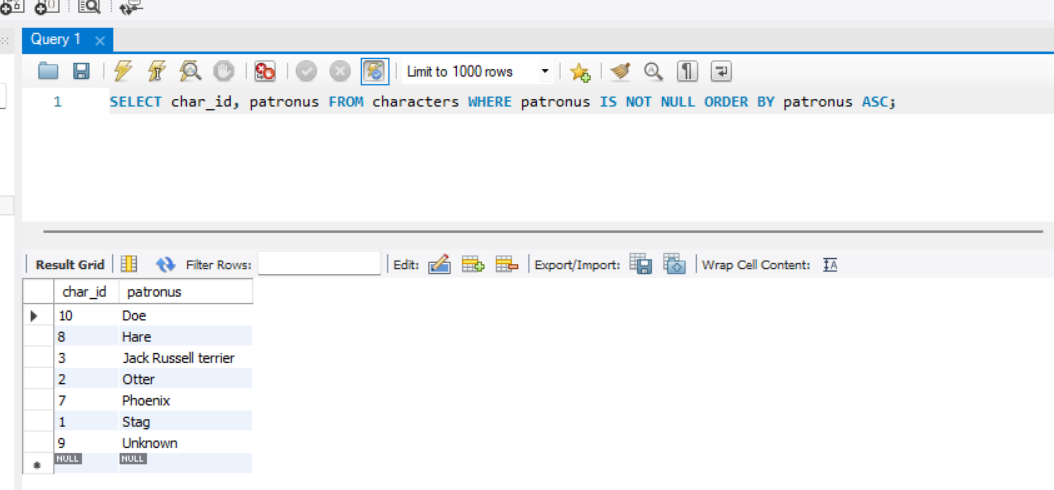 Query 1
Limit to 1000 rows
1 SELECT char_id, patronus FROM characters WHERE patronus IS NOT NULL ORDER BY patronus ASC;
Result Grid Filter Rows: Edit: Export/Import: Wrap Cell Content: IA
char_id patronus
10 Doe
8 Hare
3 Jack Russell terrier
2 Otter
7 Phoenix
1 Stag
9 Unknown
NULL NULL